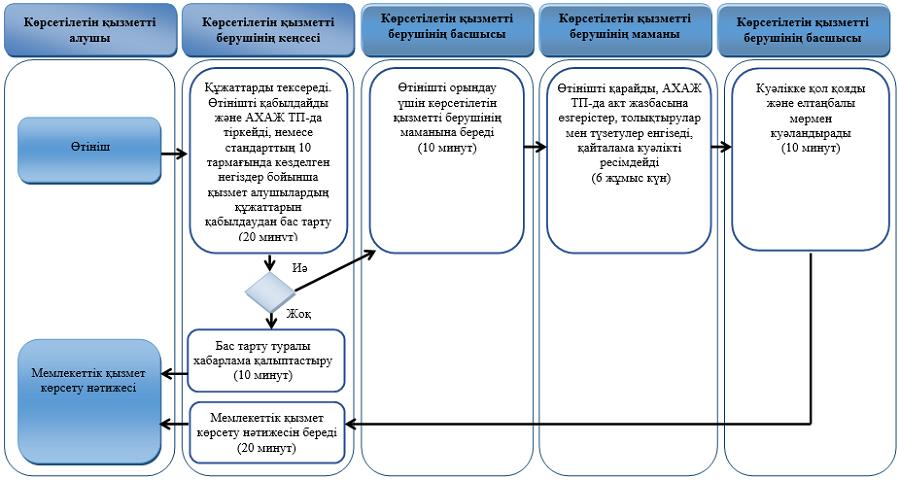 Көрсетілетін қызметті
алушы
Көрсетілетін қызметті
берушінің кеңсесі
Көрсетілетін қызметті
берушінің басшысы
Көрсетілетін қызметті
берушінің маманы
Көрсетілетін қызметті
берушінің басшысы
Өтініш
Құжаттарды тексереді.
Өтінішті қабылдайды
және АХАЖ ТП-да
тіркейді, немесе
стандарттың 10
тармағында көзделген
негіздер бойынша
қызмет алушылардың
құжаттарын
қабылдаудан бас тарту
(20 минут)
Өтінішті орындау
үшін көрсетілетін
қызметті берушінің
маманына береді
(10 минут)
Өтінішті қарайды, АХАЖ
ТП-да акт жазбасына
өзгерістер, толықтырулар
мен түзетулер енгізеді,
қайталама куәлікті
ресімдейді
(6 жұмыс күн)
Куәлікке қол қояды
және елтаңбалы
мөрмен
куәландырады
(10 минут)
Иә
Жоқ
Бас тарту туралы
хабарлама қалыптастыру
(10 минут)
Мемлекеттік қызмет
көрсету нәтижесі
Мемлекеттік қызмет
көрсету нәтижесін береді
(20 минут)